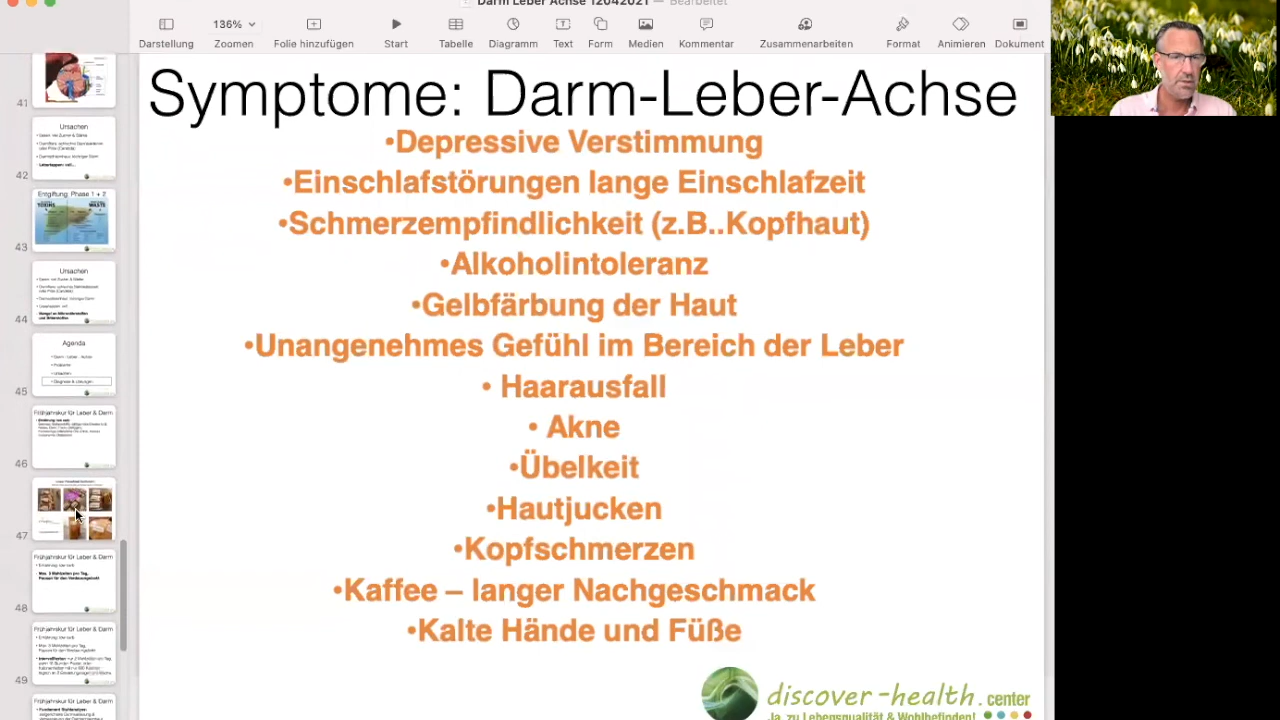 Darm Leber Achse 12042021 — Bearbeitet
136%
Darstellung
Zoomen
Folie hinzufügen
Start
Tabelle
Diagramm
Text
Form
Medien
Kommentar
Zusammenarbeiten
Format
Animieren
Dokument
41
Ursachen
42
Entgiftung: Phase 1 + 2
43
Ursachen
44
Agenda
45
Frühjahrskur für Leber & Darm
46
47
Frühjahrskur für Leber & Darm
48
Frühjahrskur für Leber & Darm
49
Frühjahrskur für Leber & Darm
Symptome: Darm-Leber-Achse
•Depressive Verstimmung
•Einschlafstörungen lange Einschlafzeit
•Schmerzempfindlichkeit (z.B..Kopfhaut)
•Alkoholintoleranz
•Gelbfärbung der Haut
•Unangenehmes Gefühl im Bereich der Leber
• Haarausfall
• Akne
•Übelkeit
•Hautjucken
•Kopfschmerzen
•Kaffee – langer Nachgeschmack
•Kalte Hände und Füße
discover-health.center
Ja, zu Lebensqualität & Wohlbefinden!